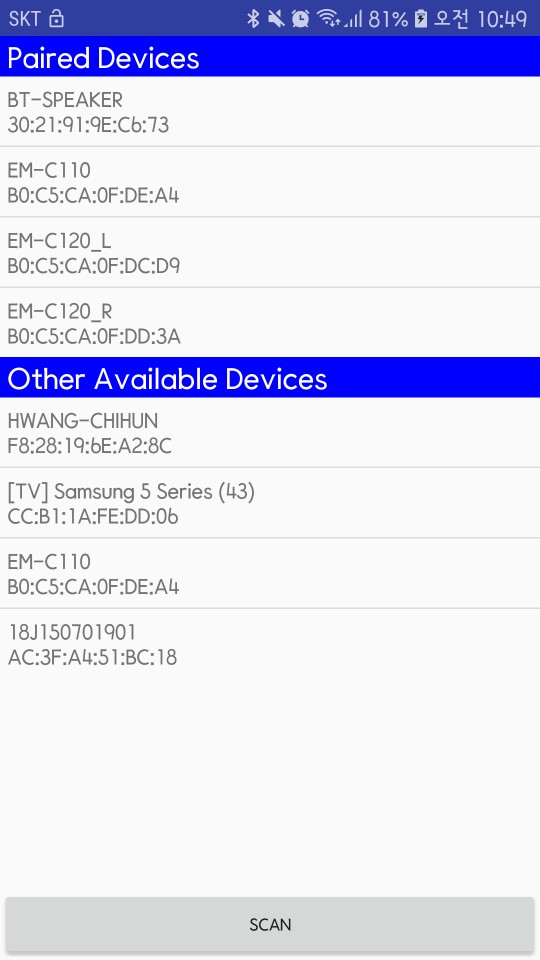 SKT 81% 오전 10:49
Paired Devices
BT-SPEAKER
30:21:91:9E:C6:73
EM-C110
B0:C5:CA:0F:DE:A4
EM-C120_L
B0:C5:CA:0F:DC:D9
EM-C120_R
B0:C5:CA:0F:DD:3A
Other Available Devices
HWANG-CHIHUN
F8:28:19:6E:A2:8C
[TV] Samsung 5 Series (43)
CC:B1:1A:FE:DD:06
EM-C110
B0:C5:CA:0F:DE:A4
18J150701901
AC:3F:A4:51:BC:18
SCAN